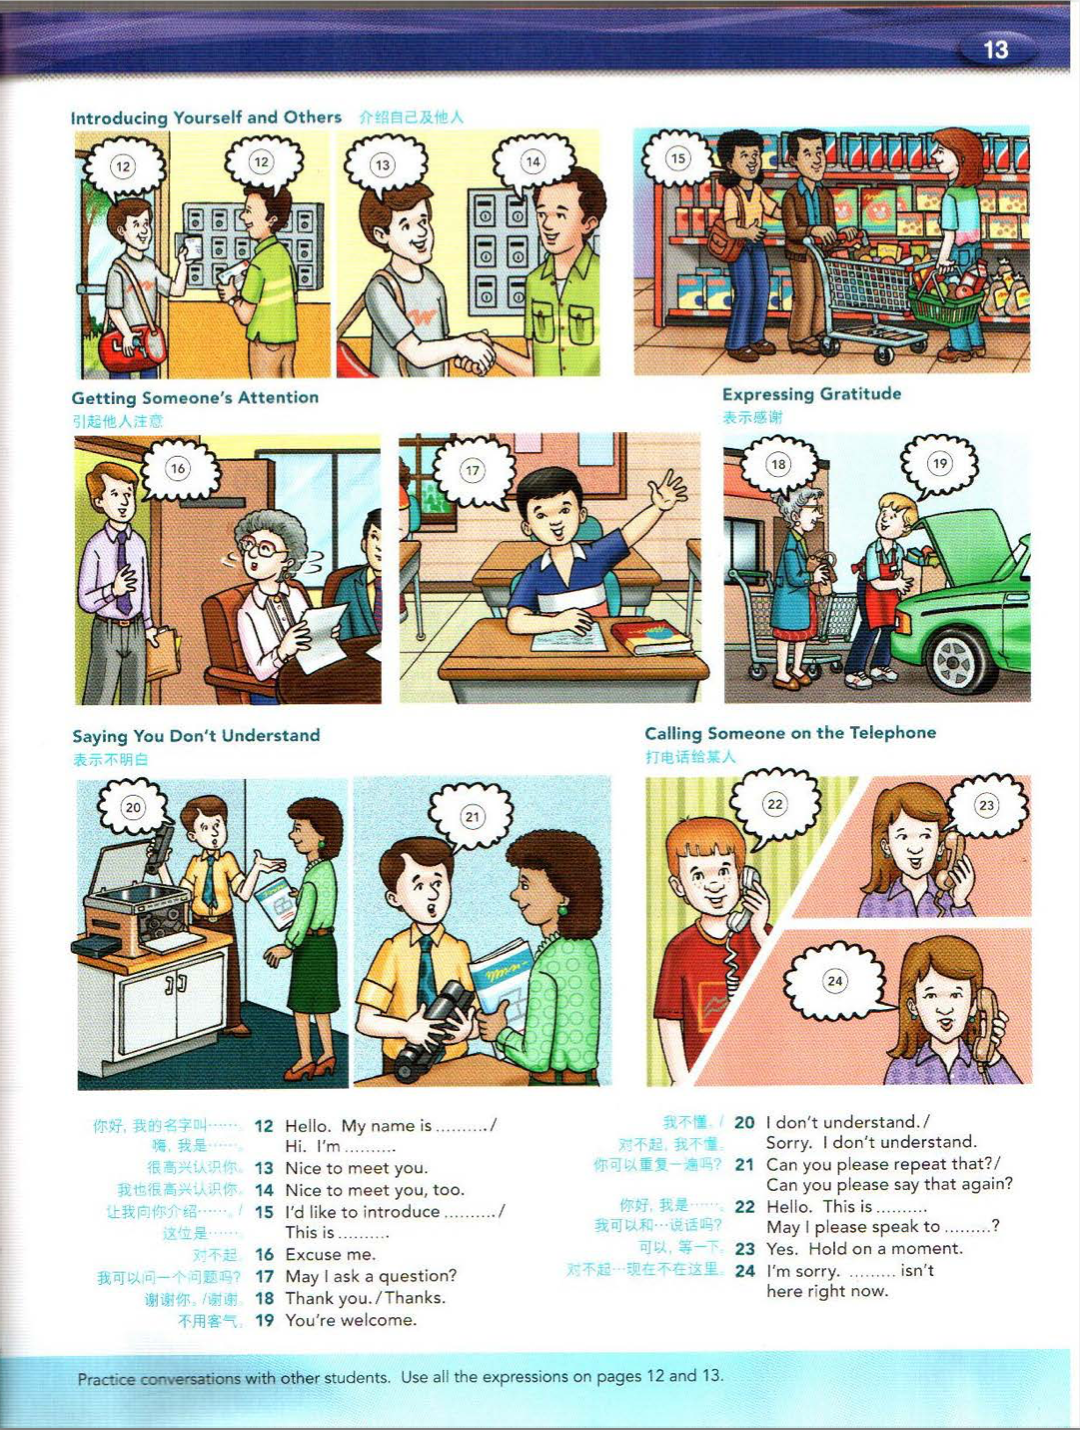 13
Introducing Yourself and Others 介绍自己及他人
12
12
13
14
15
Getting Someone's Attention
引起他人注意
Expressing Gratitude
表示感谢
16
17
18
19
Saying You Don't Understand
表示不明白
Calling Someone on the Telephone
打电话给某人
20
21
22
23
24
你好, 我的名字叫……. 12 Hello. My name is ........../
嗨, 我是……. Hi. I'm ..........
很高兴认识你. 13 Nice to meet you.
我也很高兴认识你. 14 Nice to meet you, too.
让我向你介绍……. / 15 I'd like to introduce ........../
这位是……. This is ..........
对不起. 16 Excuse me.
我可以问一个问题吗? 17 May I ask a question?
谢谢你. /谢谢. 18 Thank you. / Thanks.
不用客气. 19 You're welcome.
我不懂. / 20 I don't understand. /
对不起, 我不懂. Sorry. I don't understand.
你可以重复一遍吗? 21 Can you please repeat that?/
Can you please say that again?
你好, 我是……. 22 Hello. This is ..........
我可以和…说话吗? May I please speak to .........?
可以, 等一下. 23 Yes. Hold on a moment.
对不起…现在不在这里. 24 I'm sorry. ......... isn't
here right now.
Practice conversations with other students. Use all the expressions on pages 12 and 13.